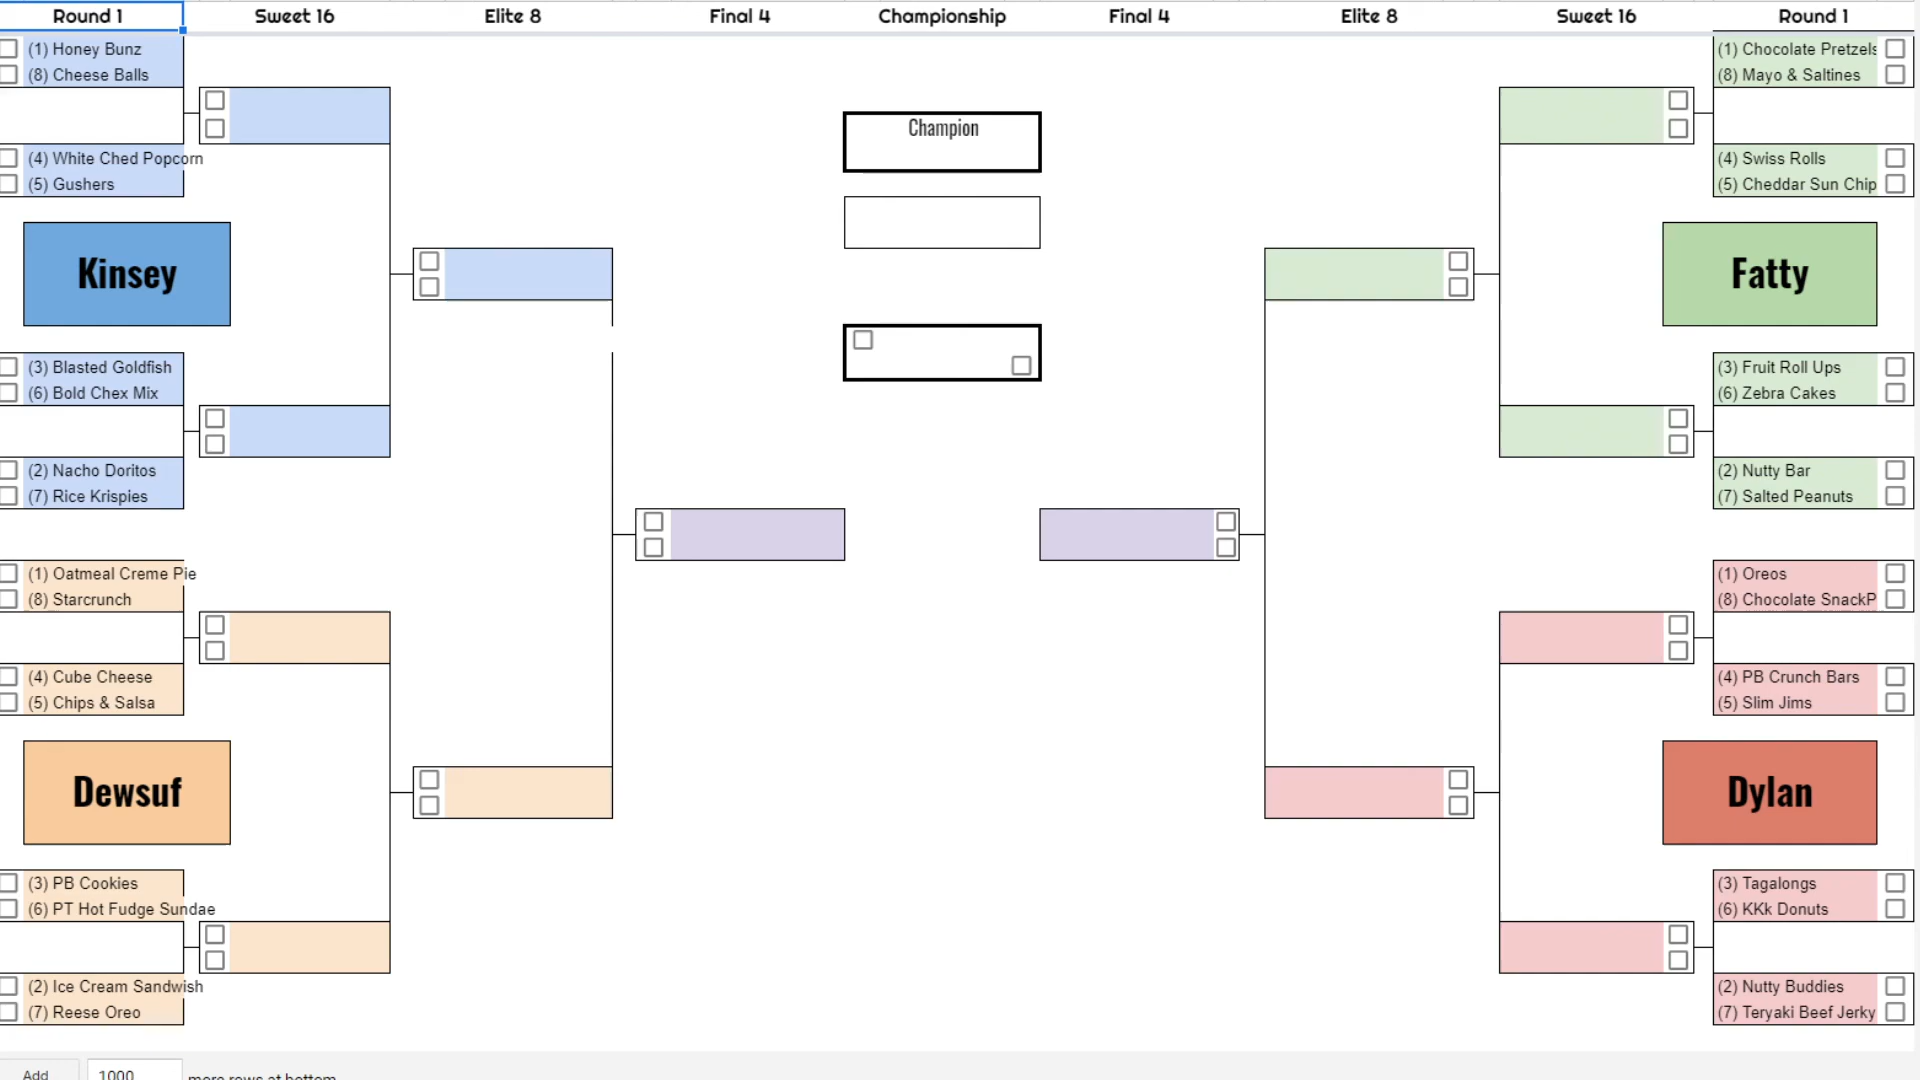 Round 1 Sweet 16 Elite 8 Final 4 Championship Final 4 Elite 8 Sweet 16 Round 1
(1) Honey Bunz
(8) Cheese Balls
(4) White Ched Popcorn
(5) Gushers
Kinsey
(3) Blasted Goldfish
(6) Bold Chex Mix
(2) Nacho Doritos
(7) Rice Krispies
(1) Oatmeal Creme Pie
(8) Starcrunch
(4) Cube Cheese
(5) Chips & Salsa
Dewsuf
(3) PB Cookies
(6) PT Hot Fudge Sundae
(2) Ice Cream Sandwish
(7) Reese Oreo
Champion
(1) Chocolate Pretzels
(8) Mayo & Saltines
(4) Swiss Rolls
(5) Cheddar Sun Chip
Fatty
(3) Fruit Roll Ups
(6) Zebra Cakes
(2) Nutty Bar
(7) Salted Peanuts
(1) Oreos
(8) Chocolate SnackP
(4) PB Crunch Bars
(5) Slim Jims
Dylan
(3) Tagalongs
(6) KKk Donuts
(2) Nutty Buddies
(7) Teryaki Beef Jerky
Add 1000 more rows at bottom